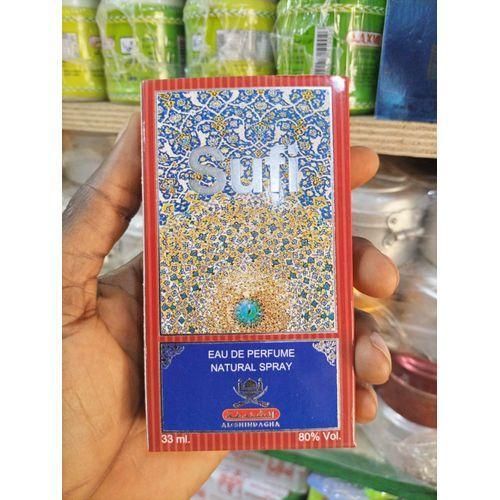 Sufi
EAU DE PERFUME
NATURAL SPRAY
AL-SHINDAGHA
33 ml.
80% Vol.